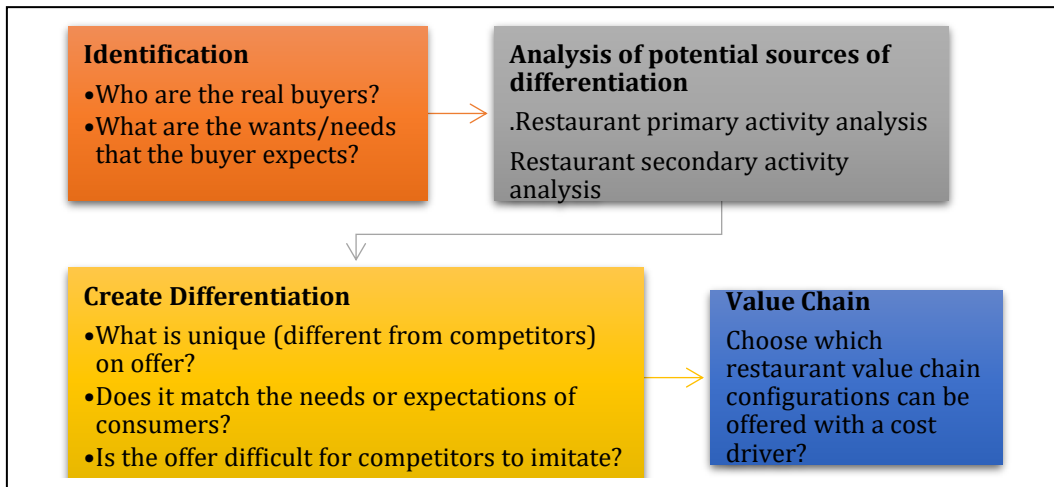 Identification
•Who are the real buyers?
•What are the wants/needs
that the buyer expects?
Analysis of potential sources of
differentiation
.Restaurant primary activity analysis
Restaurant secondary activity
analysis
Create Differentiation
•What is unique (different from competitors)
on offer?
•Does it match the needs or expectations of
consumers?
•Is the offer difficult for competitors to imitate?
Value Chain
Choose which
restaurant value chain
configurations can be
offered with a cost
driver?